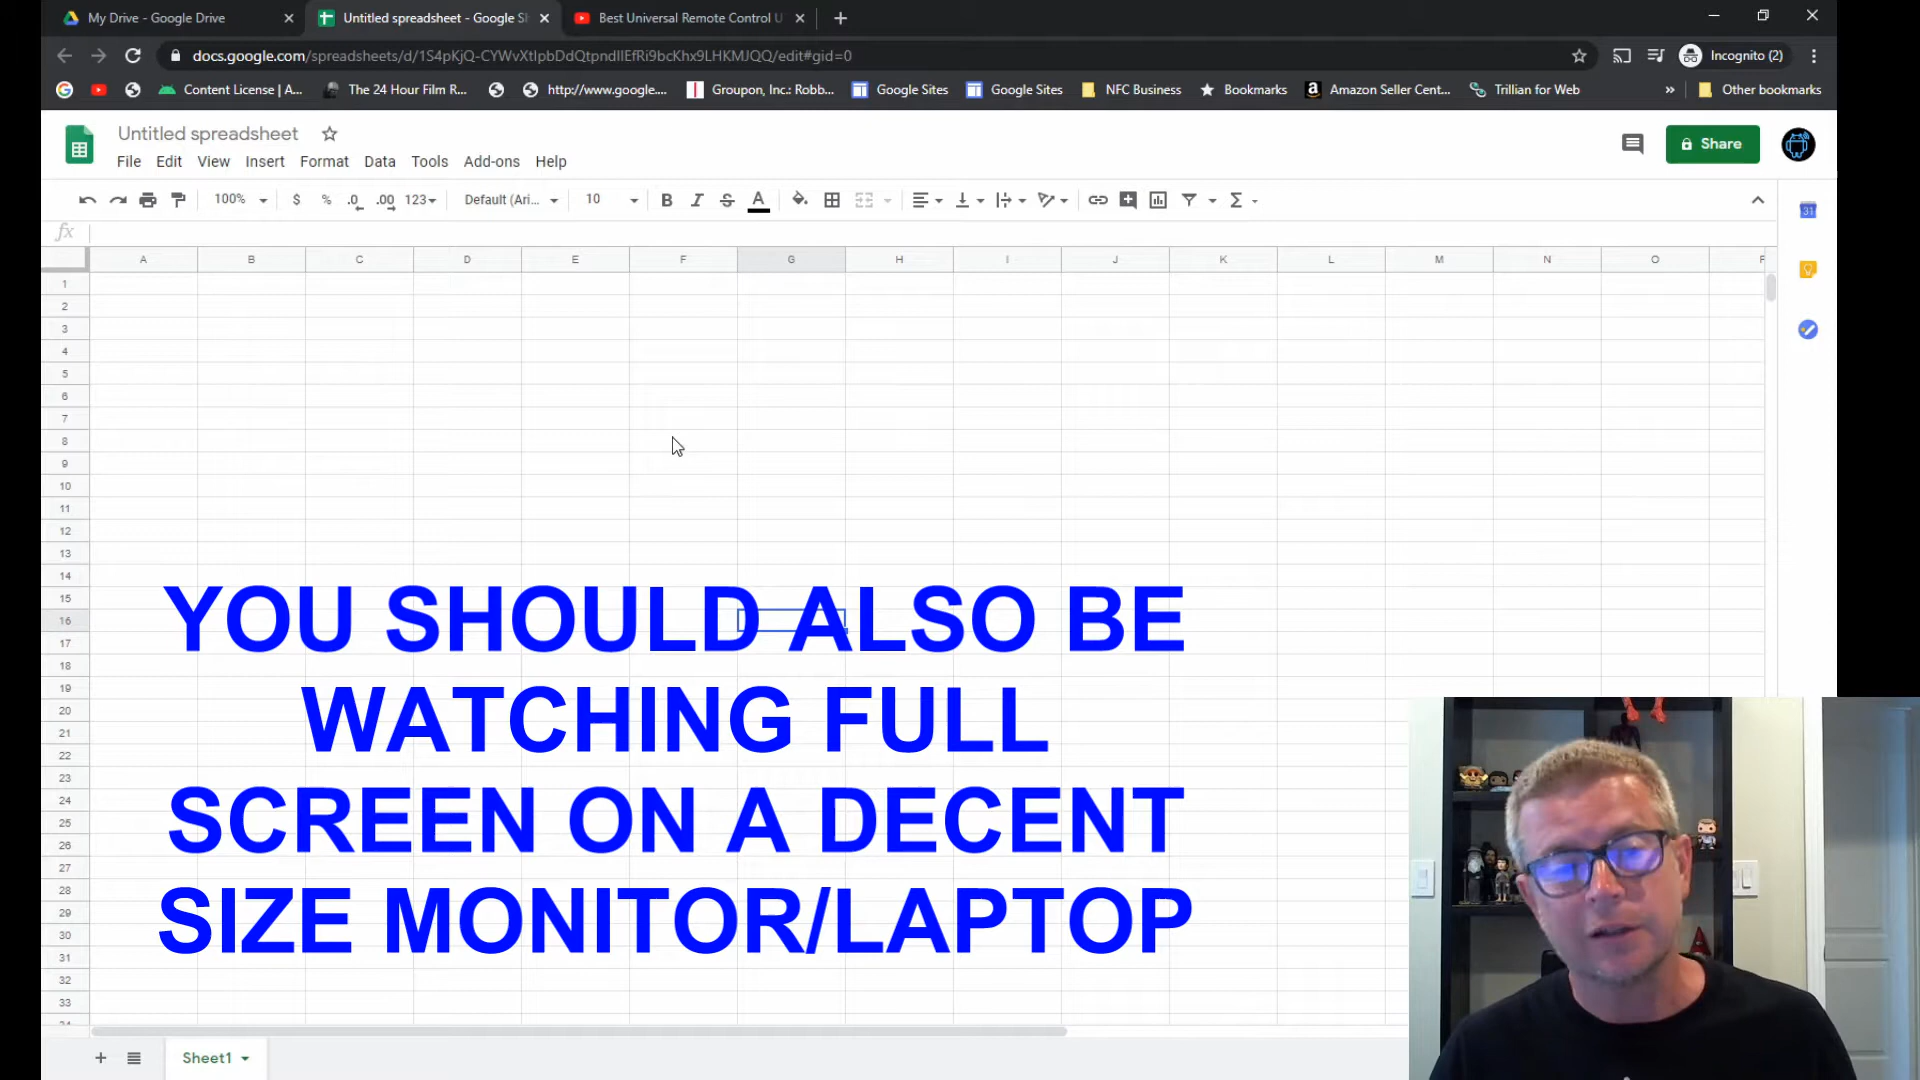 My Drive - Google Drive
Untitled spreadsheet - Google S
Best Universal Remote Control U
docs.google.com/spreadsheets/d/1S4pKjQ-CYWvXtIpbDdQtpndIIEfRi9bcKhx9LHKMJQQ/edit#gid=0
Incognito (2)
Content License | A...
The 24 Hour Film R...
http://www.google....
Groupon, Inc.: Robb...
Google Sites
Google Sites
NFC Business
Bookmarks
a
Amazon Seller Cent...
Trillian for Web
»
Other bookmarks
Untitled spreadsheet
File Edit View Insert Format Data Tools Add-ons Help
Share
100% $ % .0 .00 123 Default (Ari... 10 B I S A Σ
31
fx
A B C D E F G H I J K L M N O
1
2
3
4
5
6
7
8
9
10
11
12
13
14
15
16
17
18
19
20
21
22
23
24
25
26
27
28
29
30
31
32
33
YOU SHOULD ALSO BE
WATCHING FULL
SCREEN ON A DECENT
SIZE MONITOR/LAPTOP
Sheet1